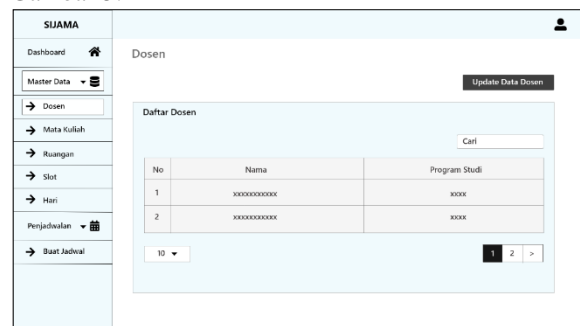 SIJAMA
Dashboard
Master Data
Dosen
Mata Kuliah
Ruangan
Slot
Hari
Penjadwalan
Buat Jadwal
Dosen
Update Data Dosen
Daftar Dosen
Cari
No Nama Program Studi
1 xxxxxxxxxxx xxxx
2 xxxxxxxxxxx xxxx
10
1 2 >